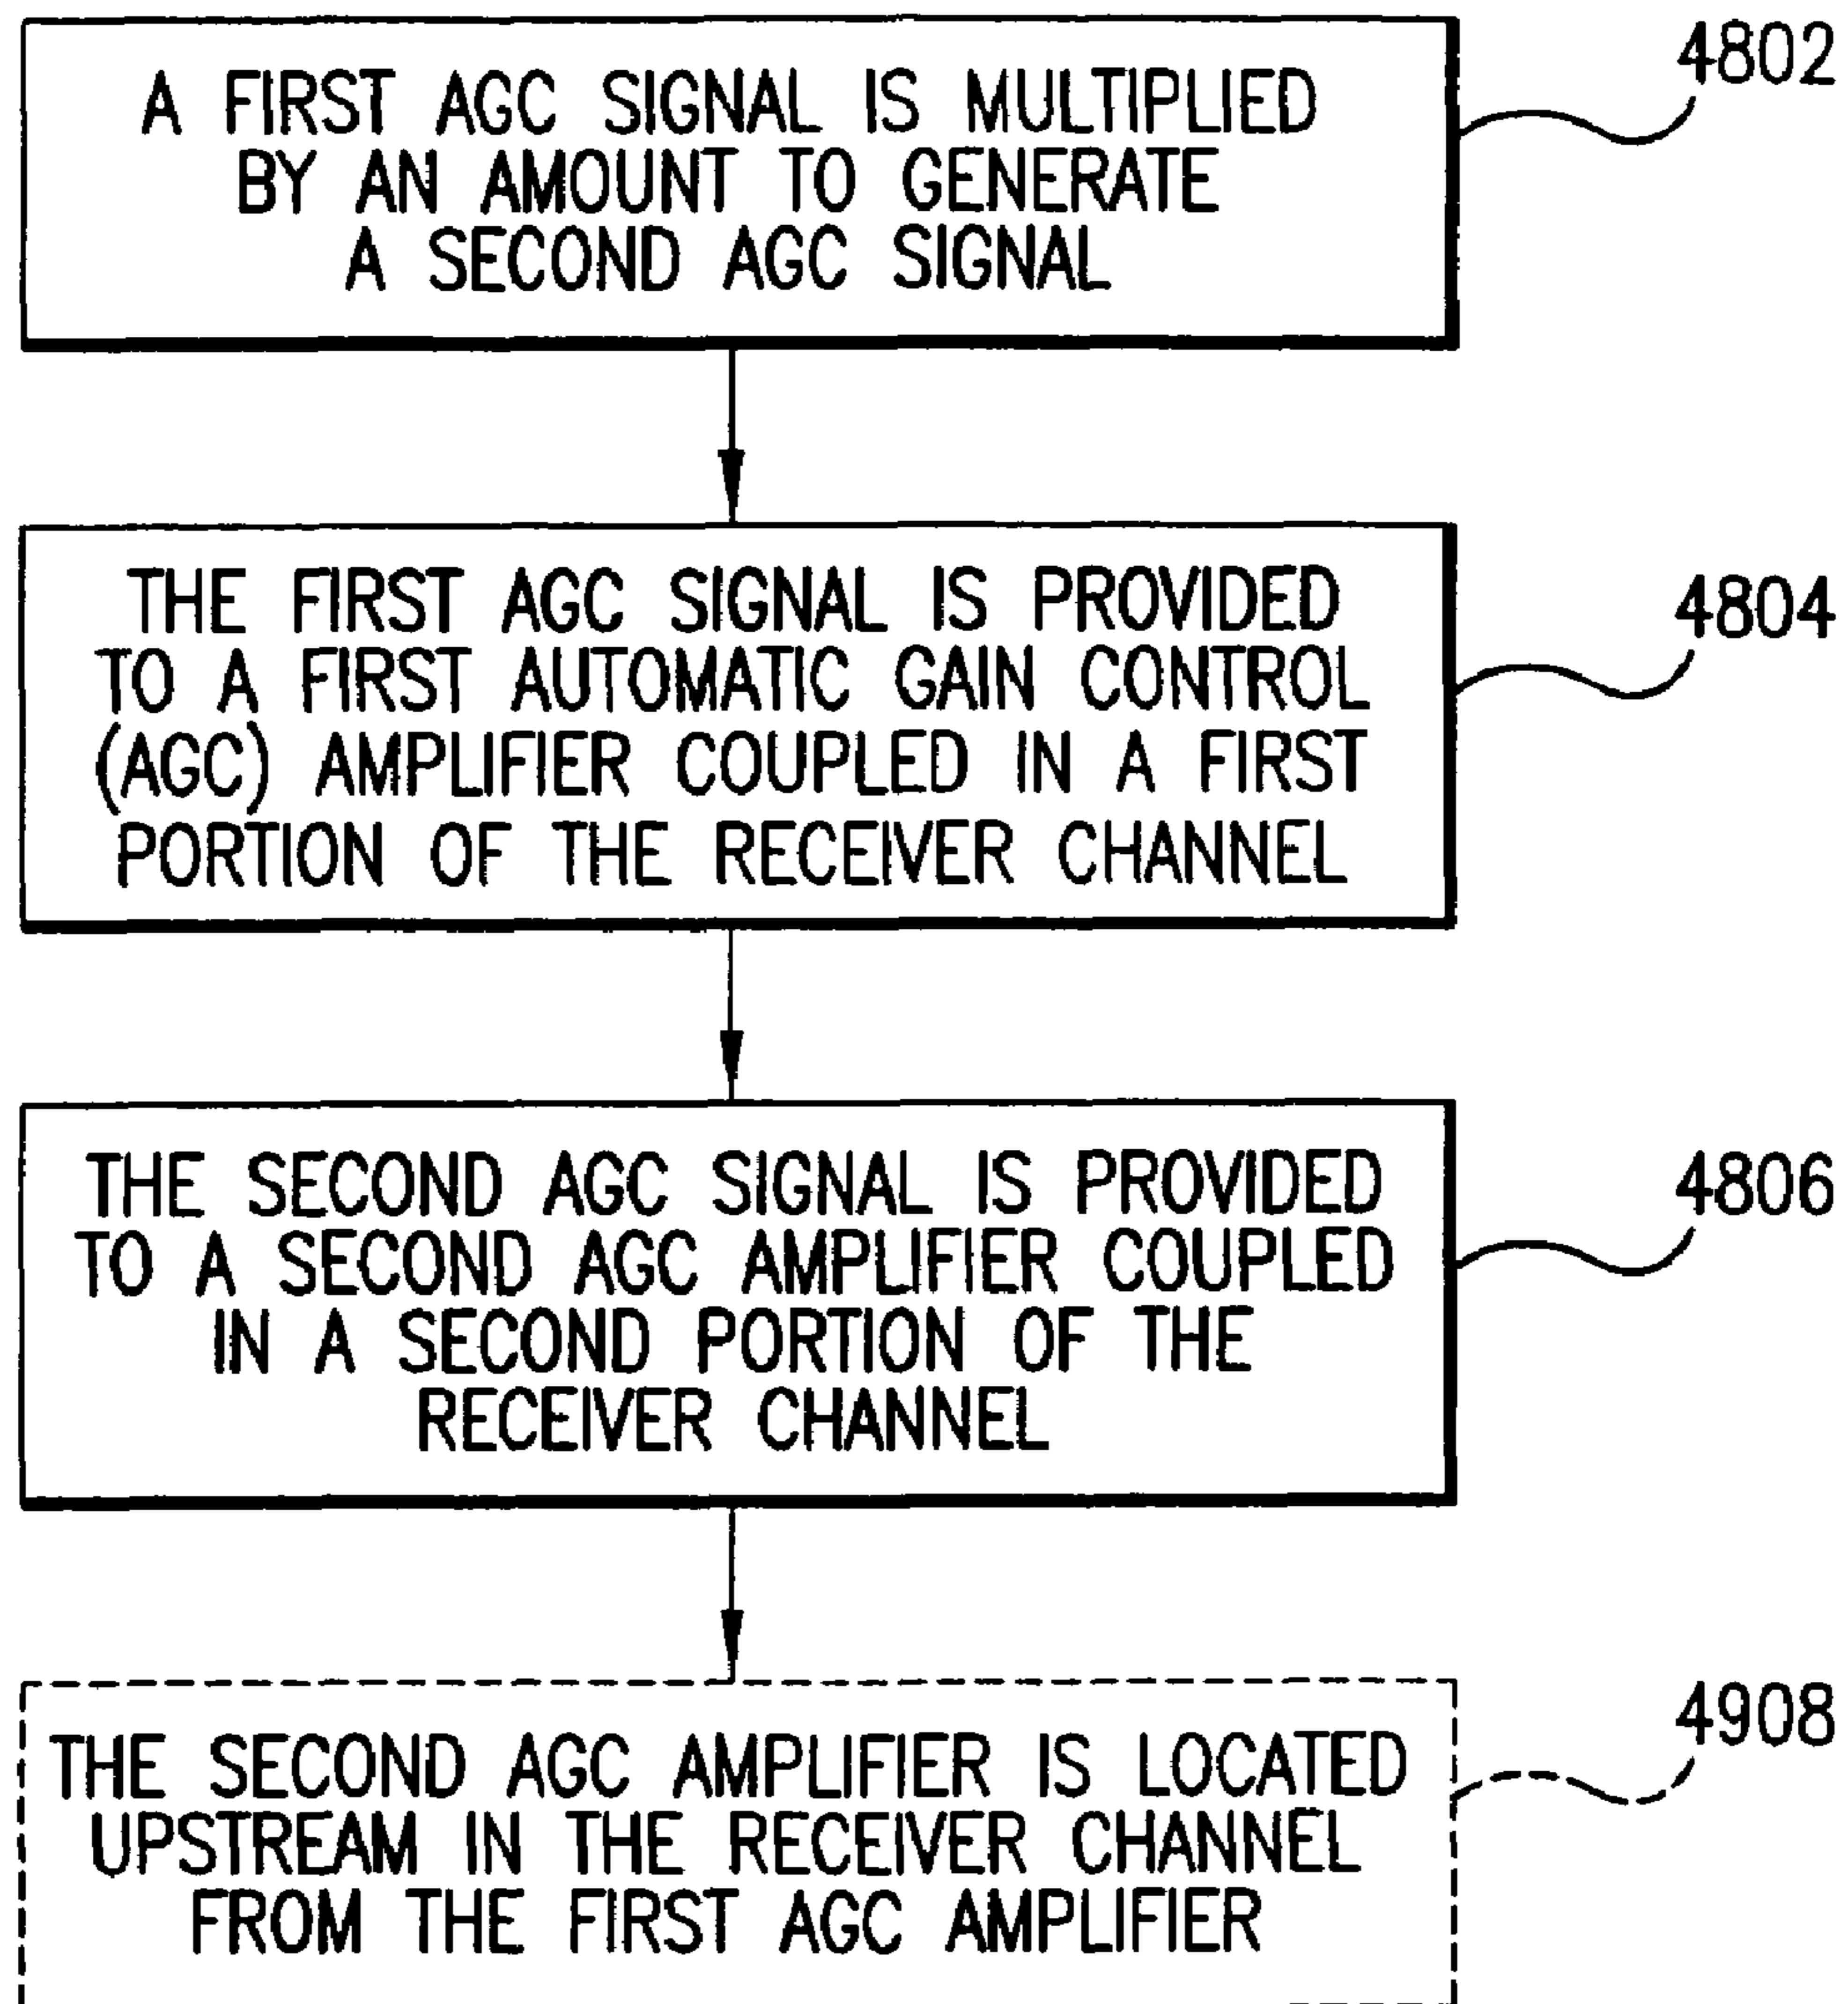 A FIRST AGC SIGNAL IS MULTIPLIED
BY AN AMOUNT TO GENERATE
A SECOND AGC SIGNAL
4802
THE FIRST AGC SIGNAL IS PROVIDED
TO A FIRST AUTOMATIC GAIN CONTROL
(AGC) AMPLIFIER COUPLED IN A FIRST
PORTION OF THE RECEIVER CHANNEL
4804
THE SECOND AGC SIGNAL IS PROVIDED
TO A SECOND AGC AMPLIFIER COUPLED
IN A SECOND PORTION OF THE
RECEIVER CHANNEL
4806
THE SECOND AGC AMPLIFIER IS LOCATED
UPSTREAM IN THE RECEIVER CHANNEL
FROM THE FIRST AGC AMPLIFIER
4908